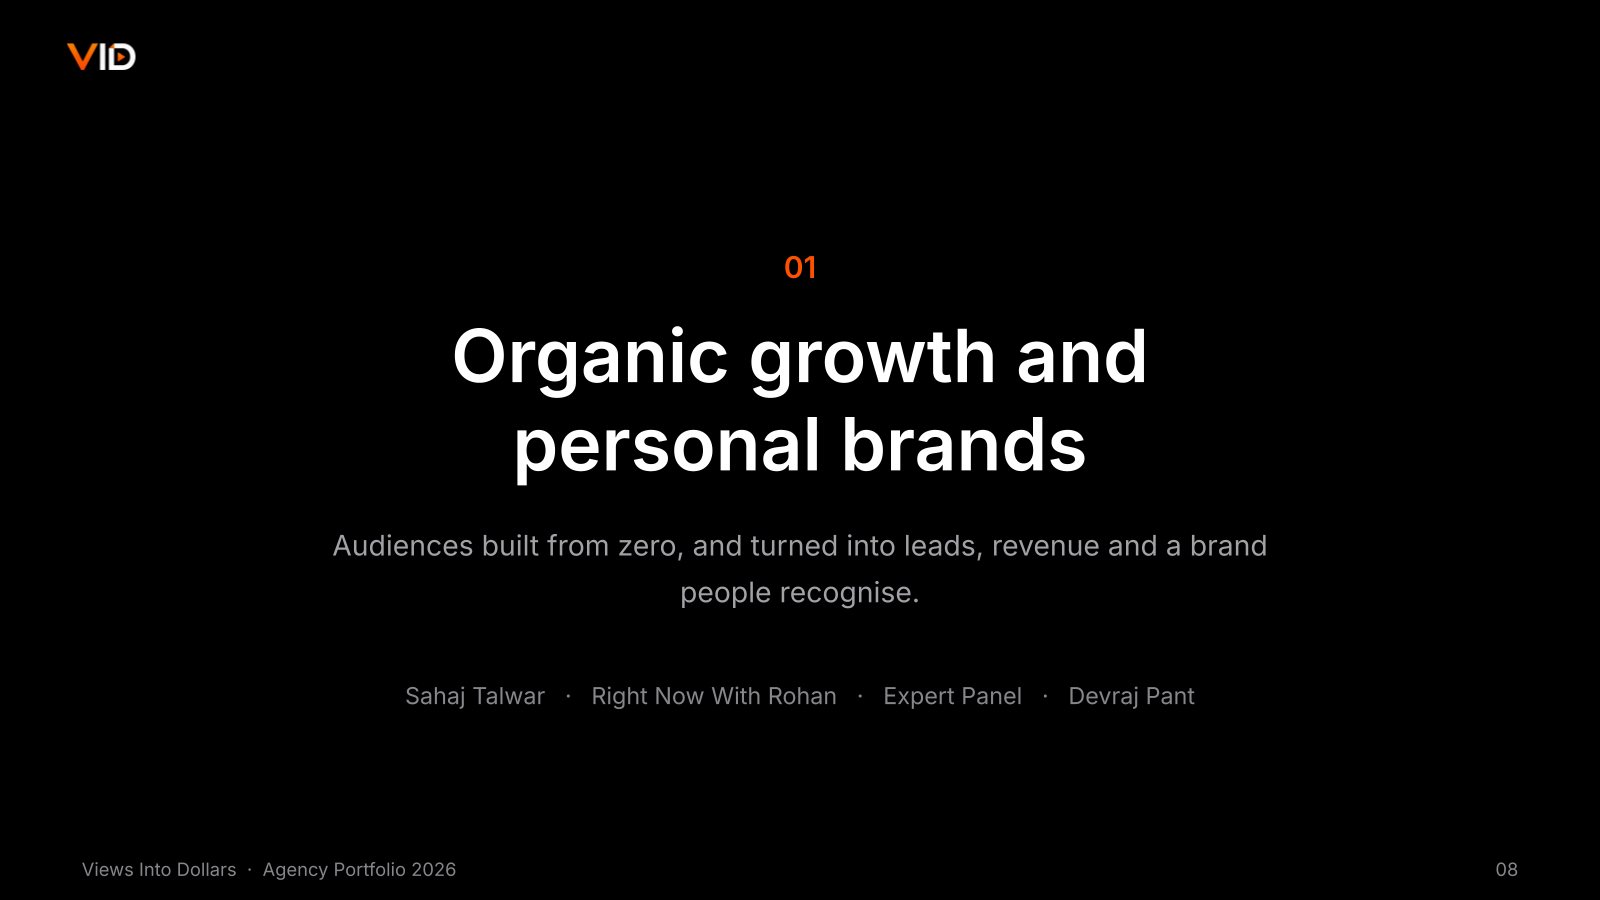 VID
01
Organic growth and
personal brands
Audiences built from zero, and turned into leads, revenue and a brand
people recognise.
Sahaj Talwar · Right Now With Rohan · Expert Panel · Devraj Pant
Views Into Dollars · Agency Portfolio 2026
08